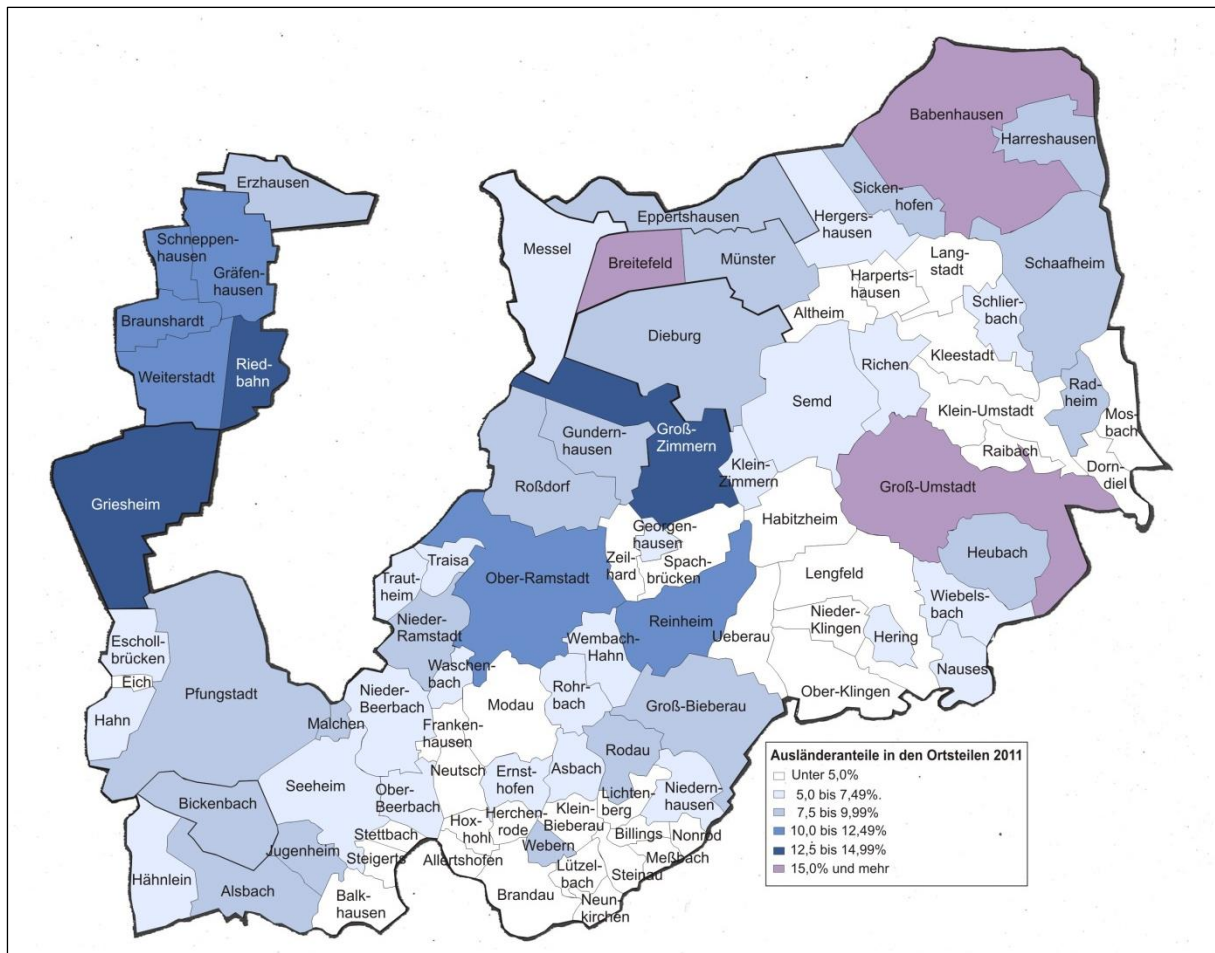 Babenhausen
Harreshausen
Erzhausen
Sicken-
hofen
Eppertshausen
Hergers-
hausen
Schneppen-
hausen
Messel
Breitefeld
Münster
Lang-
stadt
Schaafheim
Gräfen-
hausen
Harperts-
hausen
Schlier-
bach
Altheim
Braunshardt
Dieburg
Kleestadt
Ried-
bahn
Weiterstadt
Richen
Rad-
heim
Semd
Klein-Umstadt
Mos-
bach
Gundern-
hausen
Groß-
Zimmern
Raibach
Klein-
Zimmern
Dorn-
diel
Roßdorf
Groß-Umstadt
Griesheim
Habitzheim
Georgen-
hausen
Heubach
Traisa
Zeil-
hard
Spach-
brücken
Ober-Ramstadt
Lengfeld
Traut-
heim
Wiebels-
bach
Nieder-
Ramstadt
Reinheim
Nieder-
Klingen
Eschol-
brücken
Wembach-
Hahn
Ueberau
Hering
Waschen-
bach
Nauses
Eich
Pfungstadt
Nieder-
Beerbach
Rohr-
bach
Ober-Klingen
Modau
Groß-Bieberau
Hahn
Malchen
Franken-
hausen
Rodau
Neutsch
Ernst-
hofen
Asbach
Seeheim
Ober-
Beerbach
Niedern-
hausen
Lichten-
berg
Bickenbach
Hox-
hohl
Herchen-
rode
Klein-
Bieberau
Stettbach
Billings
Nonrod
Jugenheim
Webern
Steigerts
Allertshofen
Meßbach
Lützel-
bach
Steinau
Hähnlein
Alsbach
Balk-
hausen
Brandau
Neun-
kirchen
Ausländeranteile in den Ortsteilen 2011
Unter 5,0%
5,0 bis 7,49%.
7,5 bis 9,99%
10,0 bis 12,49%
12,5 bis 14,99%
15,0% und mehr